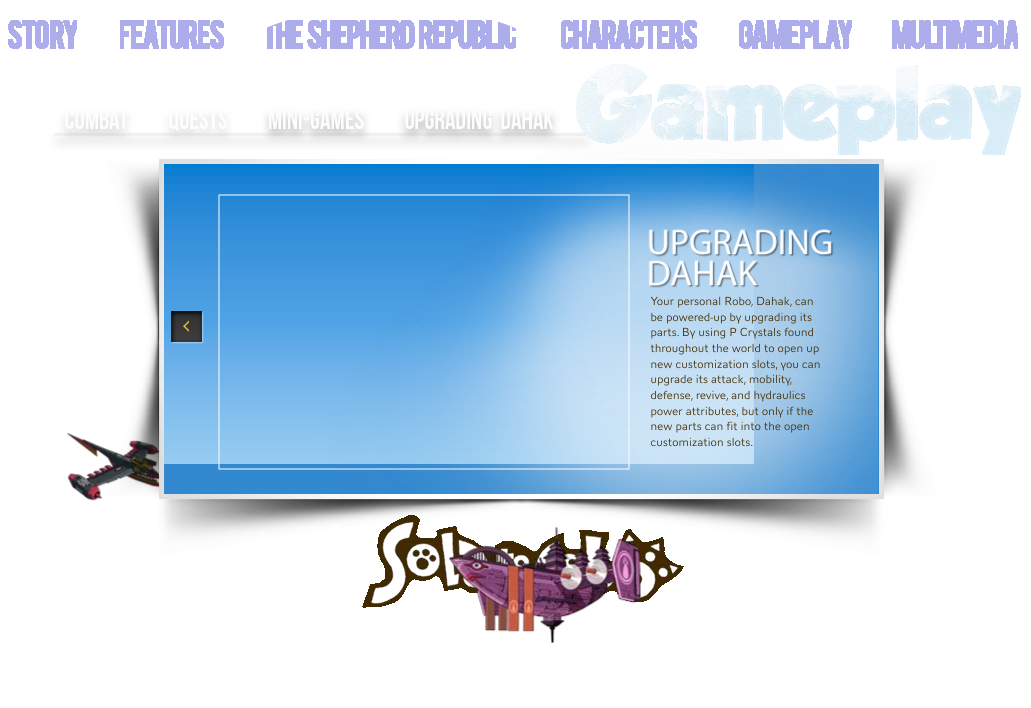 STORY FEATURES THE SHEPHERD REPUBLIC CHARACTERS GAMEPLAY MULTIMEDIA
Gameplay
COMBAT QUESTS MINI-GAMES UPGRADING DAHAK
UPGRADING
DAHAK
Your personal Robo, Dahak, can
be powered-up by upgrading its
parts. By using P Crystals found
throughout the world to open up
new customization slots, you can
upgrade its attack, mobility,
defense, revive, and hydraulics
power attributes, but only if the
new parts can fit into the open
customization slots.